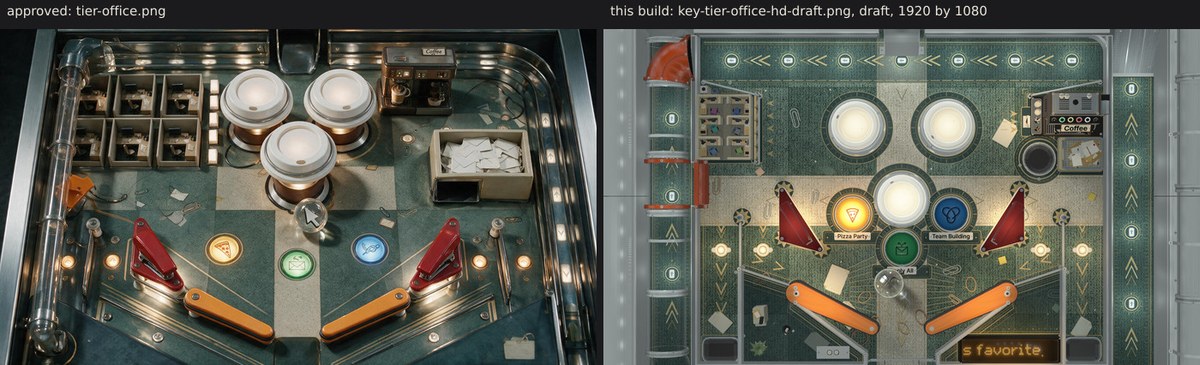 approved: tier-office.png
this build: key-tier-office-hd-draft.png, draft, 1920 by 1080
Coffee
Coffee
Pizza Party
Team Building
All
s favorite